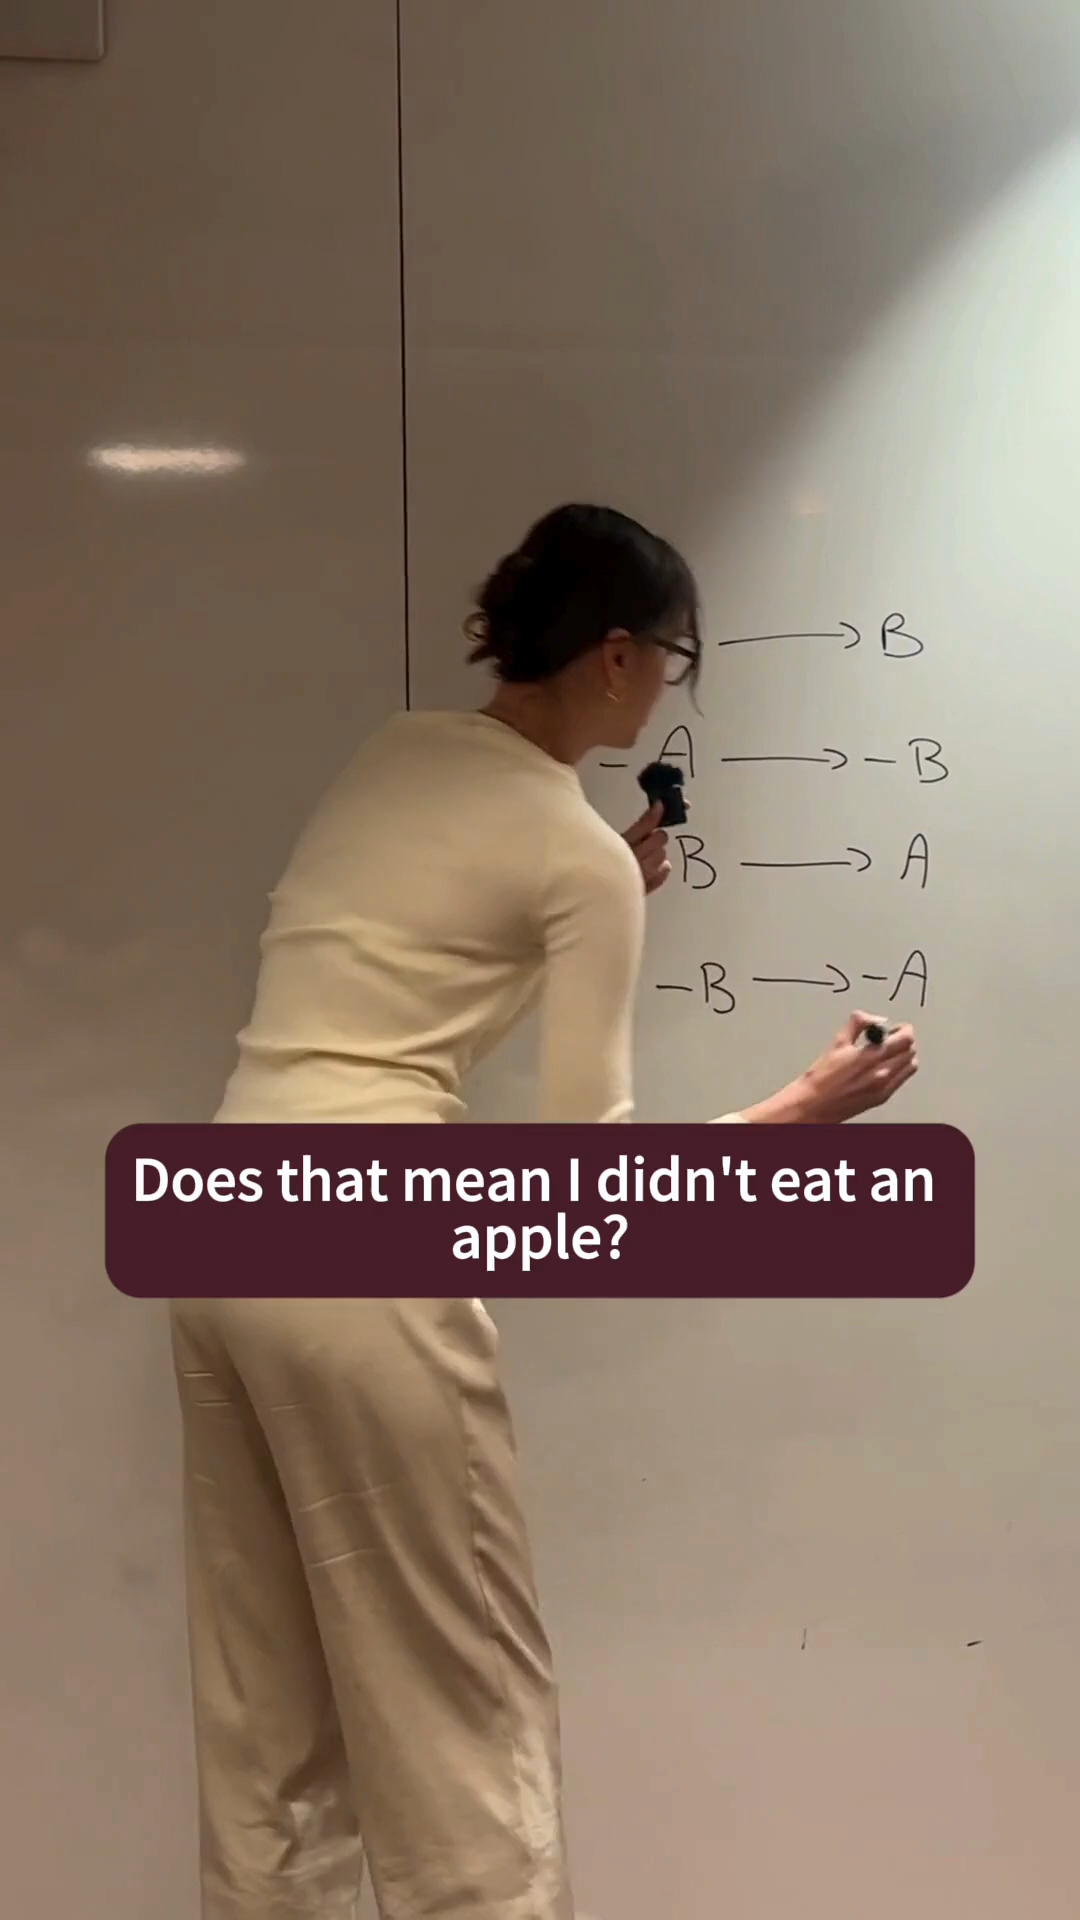 → B
- A → - B
B → A
-B → -A
Does that mean I didn't eat an
apple?